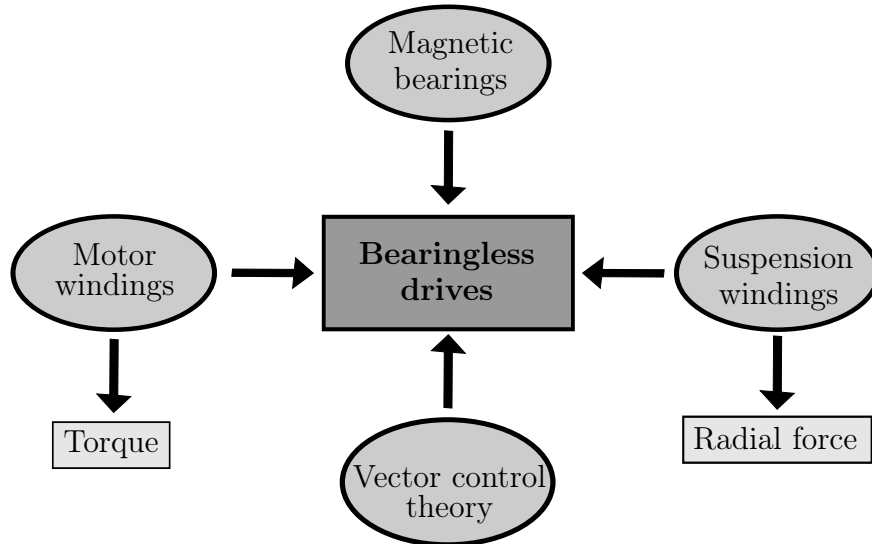 Magnetic
bearings
Motor
windings
Bearingless
drives
Suspension
windings
Torque
Vector control
theory
Radial force